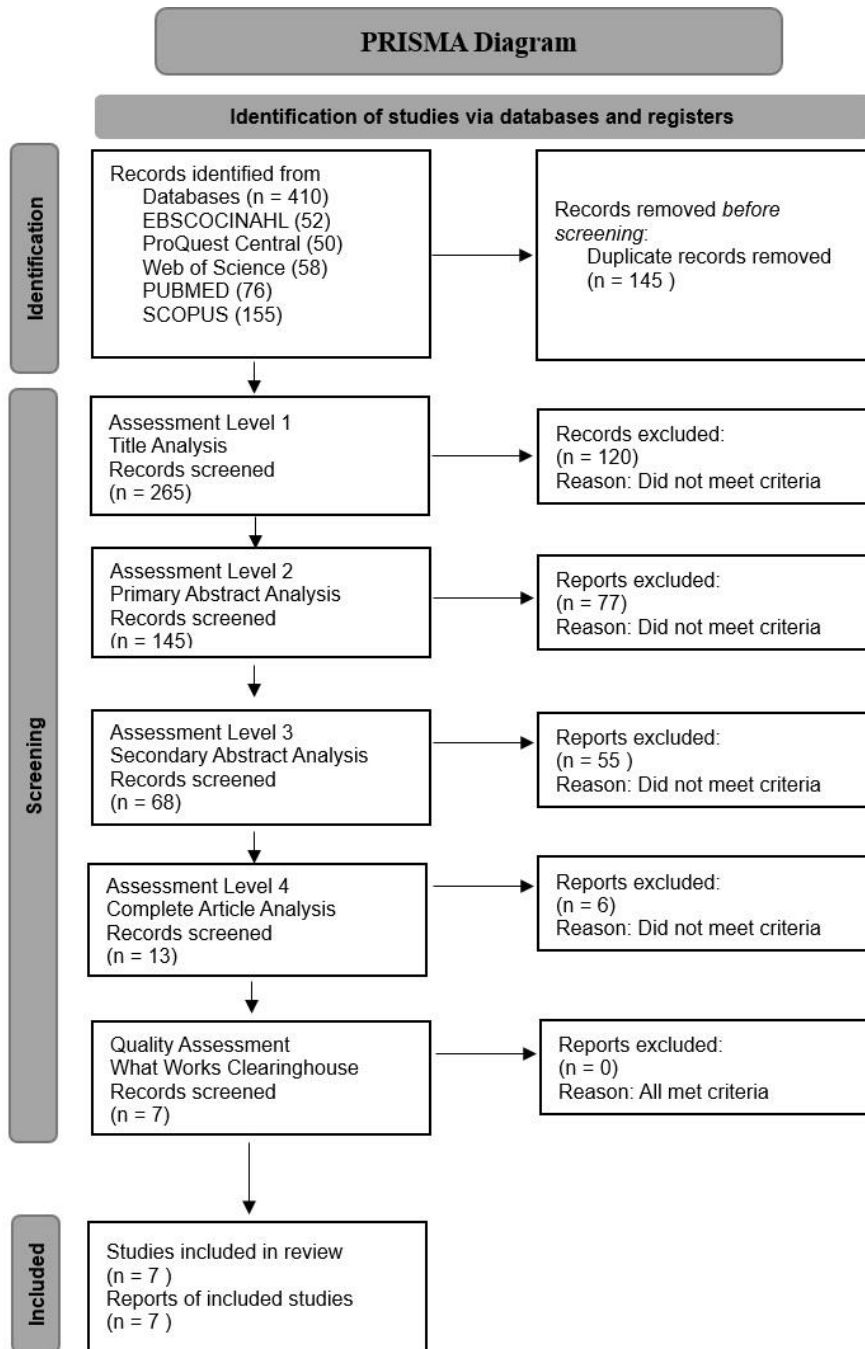 PRISMA Diagram
Identification of studies via databases and registers
Identification
Records identified from
Databases (n = 410)
EBSCOCINAHL (52)
ProQuest Central (50)
Web of Science (58)
PUBMED (76)
SCOPUS (155)
Records removed before
screening:
Duplicate records removed
(n = 145 )
Screening
Assessment Level 1
Title Analysis
Records screened
(n = 265)
Records excluded:
(n = 120)
Reason: Did not meet criteria
Assessment Level 2
Primary Abstract Analysis
Records screened
(n = 145)
Reports excluded:
(n = 77)
Reason: Did not meet criteria
Assessment Level 3
Secondary Abstract Analysis
Records screened
(n = 68)
Reports excluded:
(n = 55 )
Reason: Did not meet criteria
Assessment Level 4
Complete Article Analysis
Records screened
(n = 13)
Reports excluded:
(n = 6)
Reason: Did not meet criteria
Quality Assessment
What Works Clearinghouse
Records screened
(n = 7)
Reports excluded:
(n = 0)
Reason: All met criteria
Included
Studies included in review
(n = 7 )
Reports of included studies
(n = 7 )